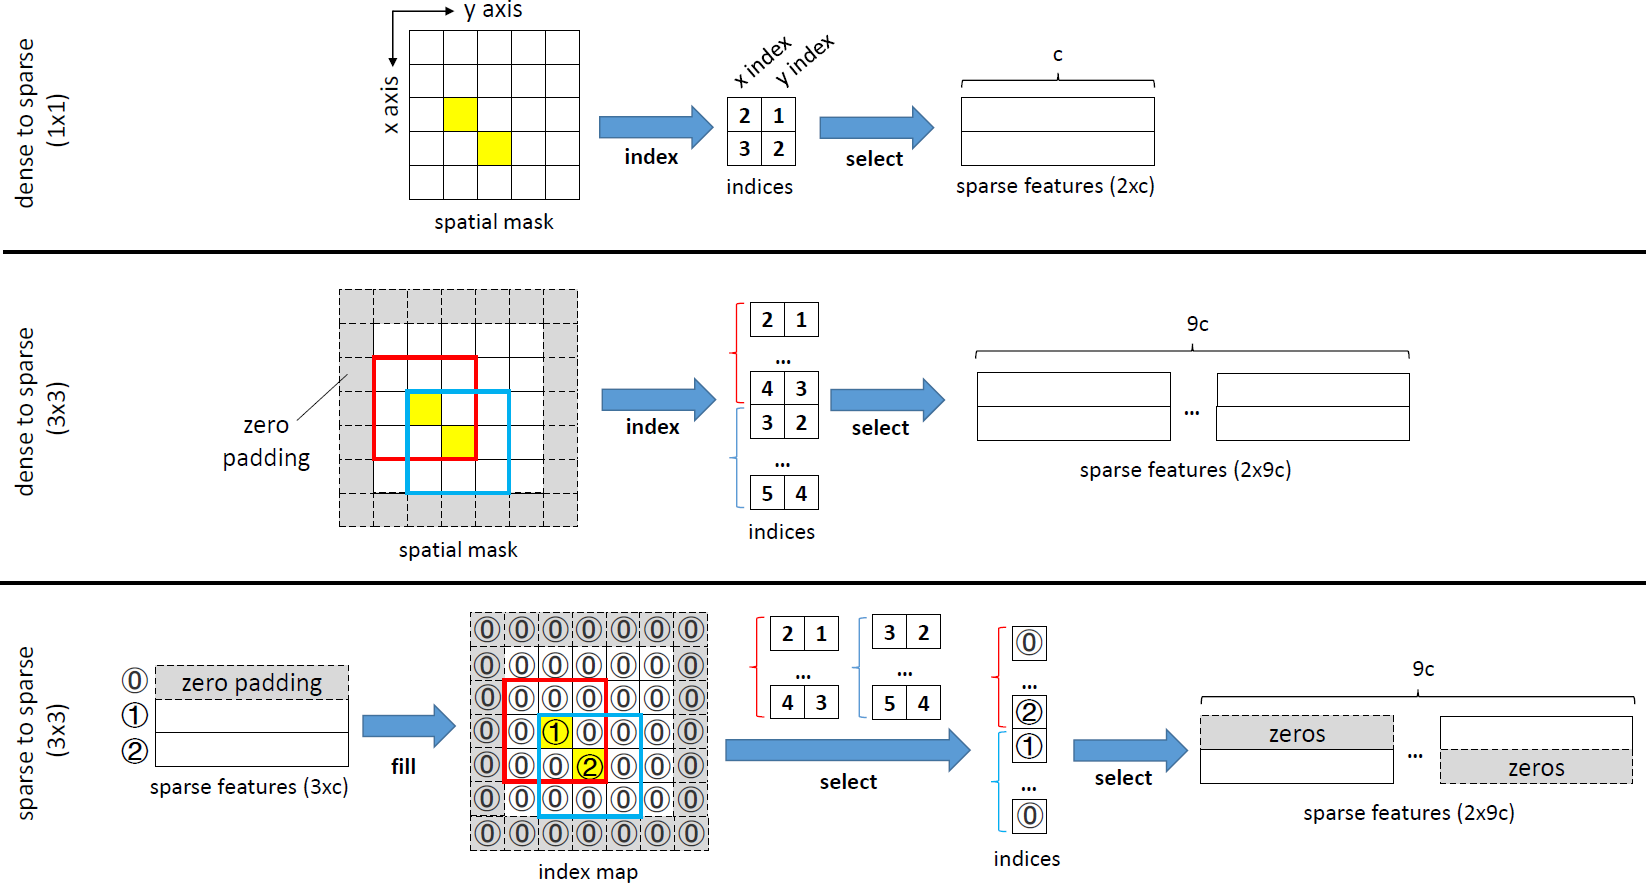 y axis
x axis
dense to sparse
(1x1)
x index
y index
2 1
3 2
index
indices
select
c
sparse features (2xc)
spatial mask
dense to sparse
(3x3)
zero
padding
spatial mask
index
2 1
...
4 3
3 2
...
5 4
indices
select
9c
...
sparse features (2x9c)
sparse to sparse
(3x3)
⓪ zero padding
①
②
sparse features (3xc)
fill
⓪ ⓪ ⓪ ⓪ ⓪ ⓪ ⓪
⓪ ⓪ ⓪ ⓪ ⓪ ⓪ ⓪
⓪ ⓪ ⓪ ⓪ ⓪ ⓪ ⓪
⓪ ⓪ ① ⓪ ⓪ ⓪ ⓪
⓪ ⓪ ⓪ ② ⓪ ⓪ ⓪
⓪ ⓪ ⓪ ⓪ ⓪ ⓪ ⓪
⓪ ⓪ ⓪ ⓪ ⓪ ⓪ ⓪
index map
2 1
...
4 3
3 2
...
5 4
select
⓪
...
②
①
...
⓪
indices
select
9c
zeros
...
zeros
sparse features (2x9c)